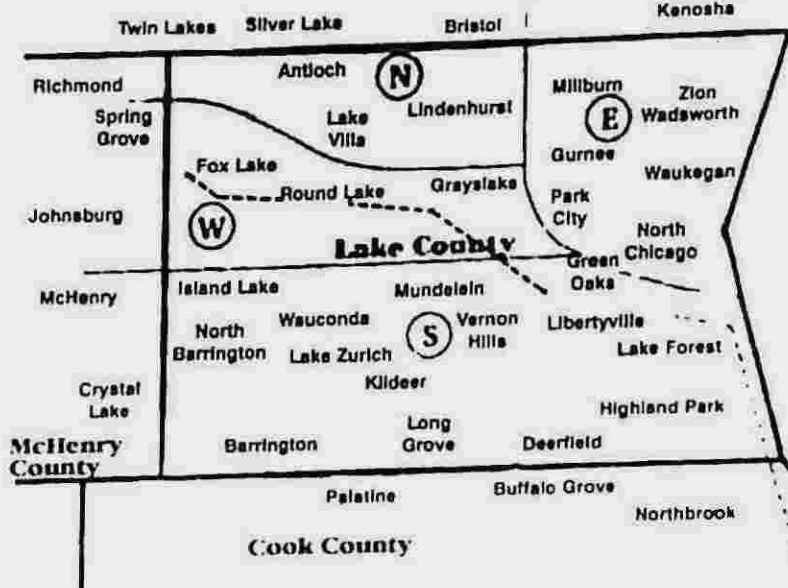 Twin Lakes
Silver Lake
Bristol
Kenosha
Richmond
Antioch
N
Millburn
Zion
Spring
Grove
Lake
Villa
Lindenhurst
E
Wadsworth
Gurnee
Fox Lake
Round Lake
Grayslake
Waukegan
Park
City
Johnsburg
W
Lake County
North
Chicago
Green
Oaks
McHenry
Island Lake
Mundelein
North
Barrington
Wauconda
S
Vernon
Hills
Libertyville
Lake Zurich
Lake Forest
Kildeer
Crystal
Lake
Highland Park
McHenry
County
Barrington
Long
Grove
Deerfield
Palatine
Buffalo Grove
Northbrook
Cook County